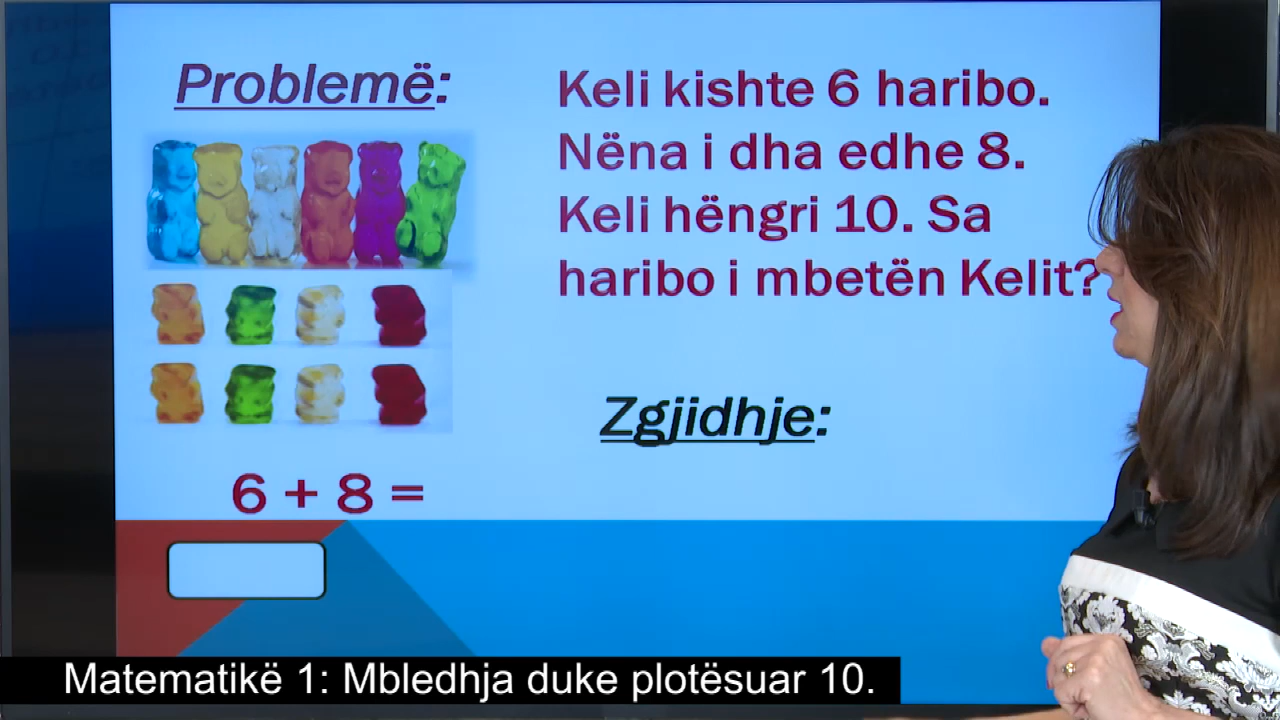 Problemë:
Keli kishte 6 haribo.
Nëna i dha edhe 8.
Keli hëngri 10. Sa
haribo i mbetën Kelit?
Zgjidhje:
6 + 8 =
Matematikë 1: Mbledhja duke plotësuar 10.